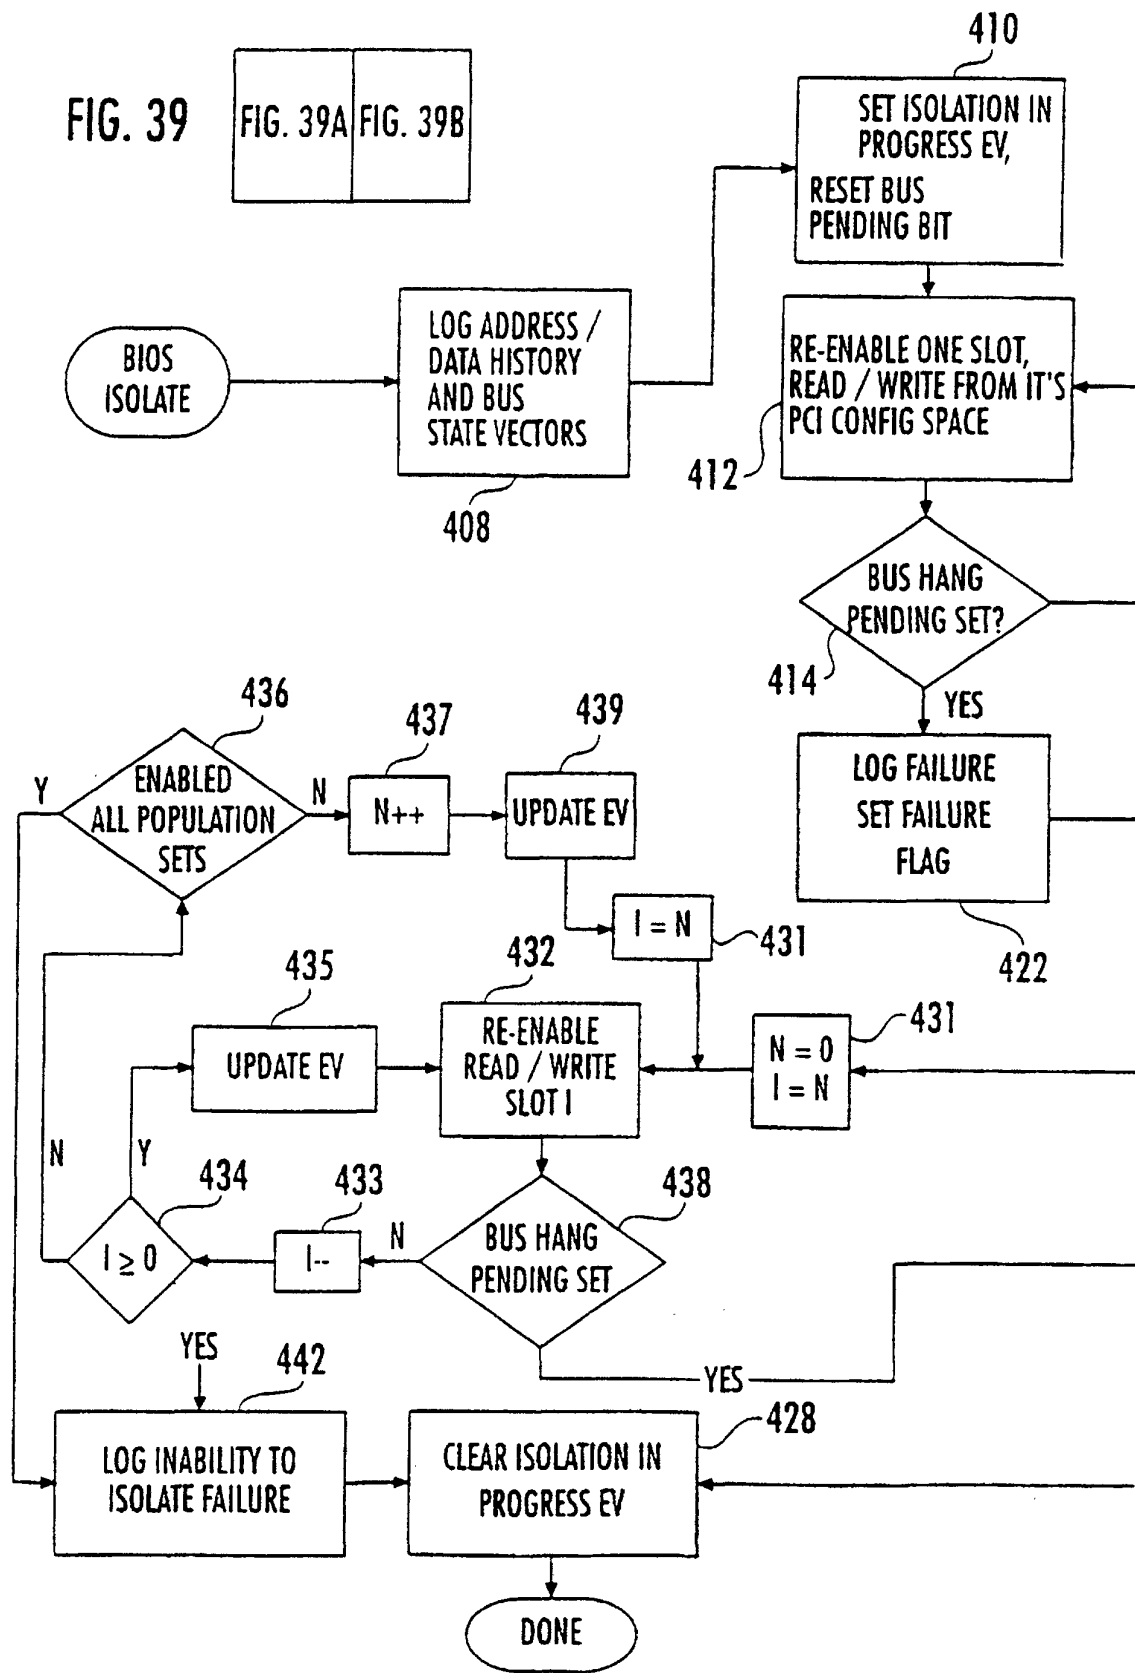 FIG. 39
FIG. 39A
FIG. 39B
410
SET ISOLATION IN
PROGRESS EV,
RESET BUS
PENDING BIT
BIOS
ISOLATE
LOG ADDRESS /
DATA HISTORY
AND BUS
STATE VECTORS
408
RE-ENABLE ONE SLOT,
READ / WRITE FROM IT'S
PCI CONFIG SPACE
412
BUS HANG
PENDING SET?
414
YES
LOG FAILURE
SET FAILURE
FLAG
422
436
ENABLED
ALL POPULATION
SETS
Y
N
437
N++
439
UPDATE EV
I = N
431
435
UPDATE EV
432
RE-ENABLE
READ / WRITE
SLOT I
431
N = 0
I = N
N
Y
434
I ≥ 0
433
I--
N
438
BUS HANG
PENDING SET
YES
YES
442
LOG INABILITY TO
ISOLATE FAILURE
428
CLEAR ISOLATION IN
PROGRESS EV
DONE